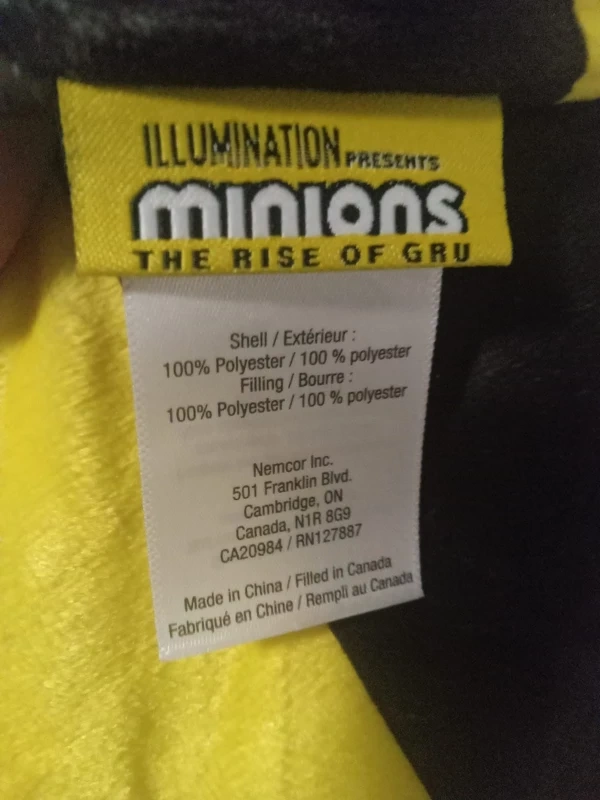 ILLUMINATION PRESENTS
minions
THE RISE OF GRU
Shell / Extérieur :
100% Polyester / 100 % polyester
Filling / Bourre :
100% Polyester / 100 % polyester
Nemcor Inc.
501 Franklin Blvd.
Cambridge, ON
Canada, N1R 8G9
CA20984 / RN127887
Made in China / Filled in Canada
Fabriqué en Chine / Rempli au Canada